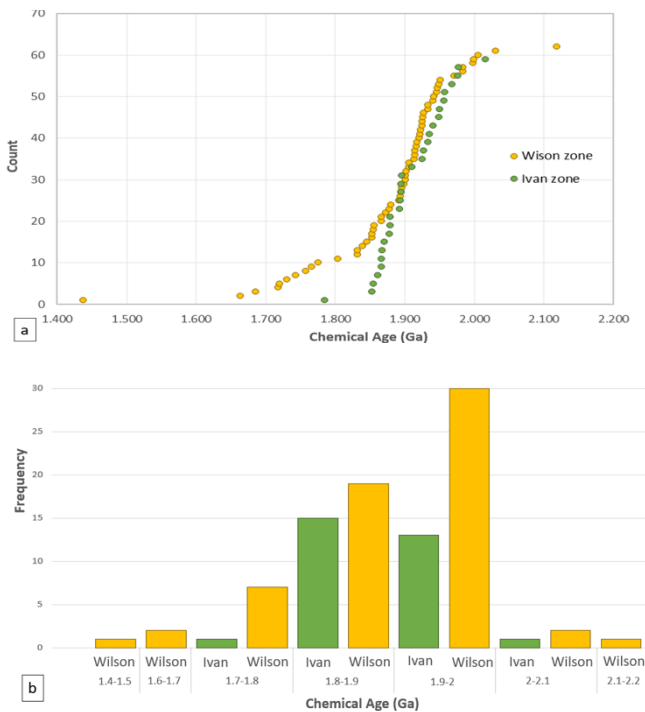 70
60
50
40
30
20
10
0
Count
Wison zone
Ivan zone
1.400 1.500 1.600 1.700 1.800 1.900 2.000 2.100 2.200
Chemical Age (Ga)
a
30
25
20
15
10
5
0
Frequency
Wilson Wilson Ivan Wilson Ivan Wilson Ivan Wilson Ivan Wilson Wilson
1.4-1.5 1.6-1.7 1.7-1.8 1.8-1.9 1.9-2 2-2.1 2.1-2.2
Chemical Age (Ga)
b